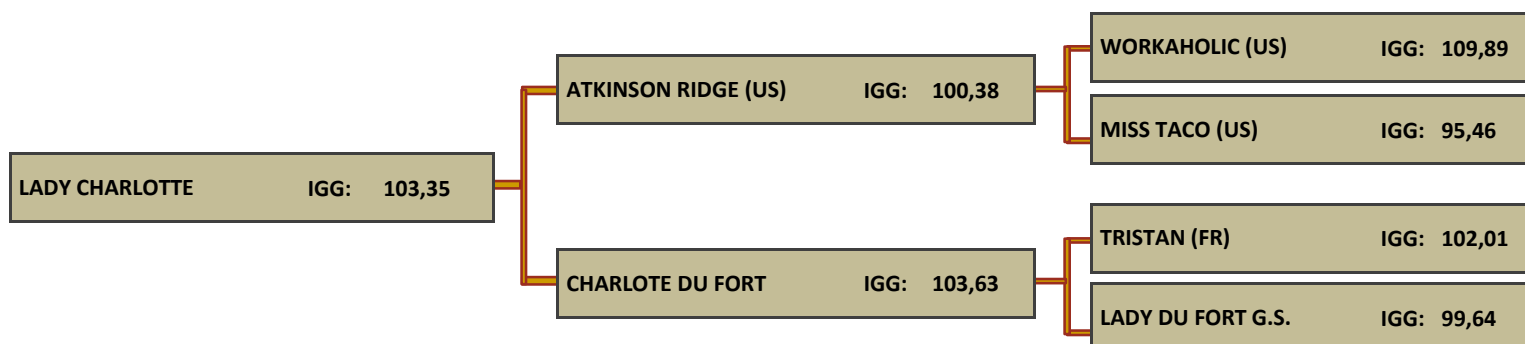 WORKAHOLIC (US) IGG: 109,89
ATKINSON RIDGE (US) IGG: 100,38
MISS TACO (US) IGG: 95,46
LADY CHARLOTTE IGG: 103,35
TRISTAN (FR) IGG: 102,01
CHARLOTE DU FORT IGG: 103,63
LADY DU FORT G.S. IGG: 99,64